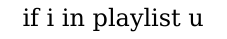 if i in playlist u